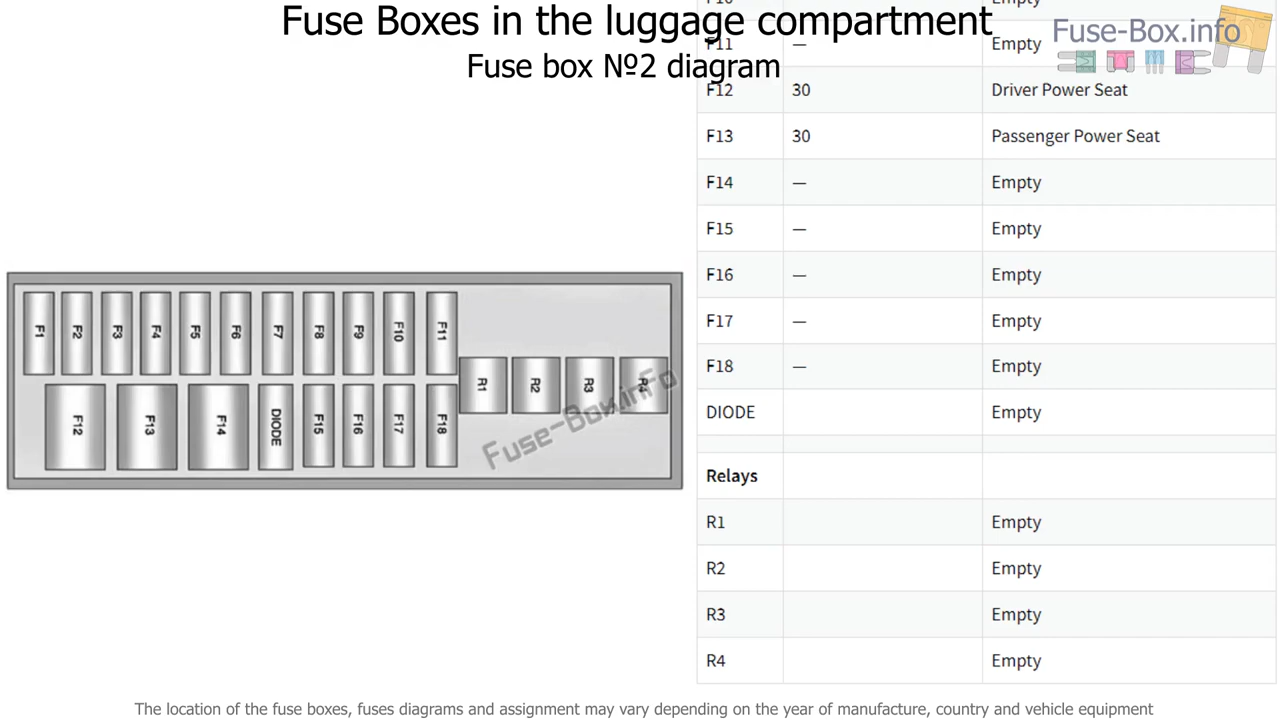 Fuse Boxes in the luggage compartment
Fuse box №2 diagram
Fuse-Box.info
Empty
F11 — Empty
F12 30 Driver Power Seat
F13 30 Passenger Power Seat
F14 — Empty
F15 — Empty
F16 — Empty
F17 — Empty
F18 — Empty
DIODE Empty
Relays
R1 Empty
R2 Empty
R3 Empty
R4 Empty
F1 F2 F3 F4 F5 F6 F7 F8 F9 F10 F11
R1 R2 R3 R4
F12 F13 F14 DIODE F15 F16 F17 F18
Fuse-Box.info
The location of the fuse boxes, fuses diagrams and assignment may vary depending on the year of manufacture, country and vehicle equipment